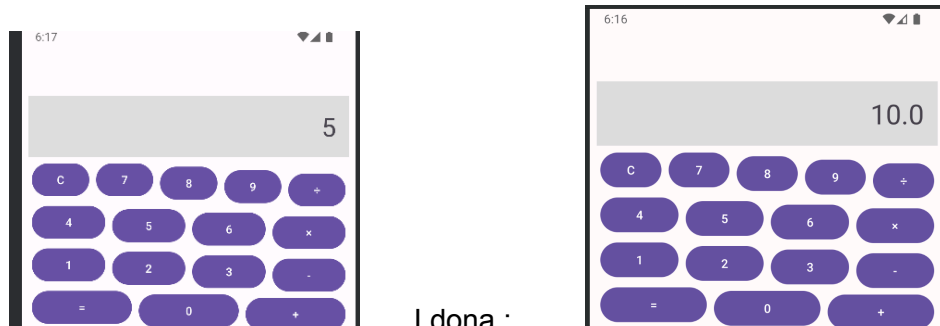 6:17
5
C 7 8 9 ÷
4 5 6 ×
1 2 3 -
= 0 +
I dona :
6:16
10.0
C 7 8 9 ÷
4 5 6 ×
1 2 3 -
= 0 +